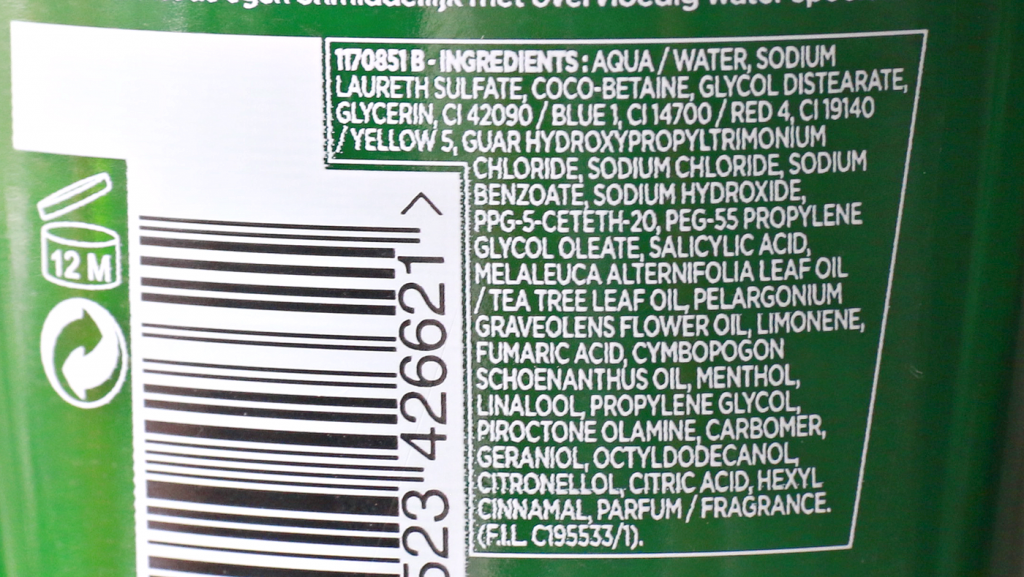 onmiddellijk met overvloedig water
1170851 B - INGREDIENTS : AQUA / WATER, SODIUM
LAURETH SULFATE, COCO-BETAINE, GLYCOL DISTEARATE,
GLYCERIN, CI 42090 / BLUE 1, CI 14700 / RED 4, CI 19140
/ YELLOW 5, GUAR HYDROXYPROPYLTRIMONIUM
CHLORIDE, SODIUM CHLORIDE, SODIUM
BENZOATE, SODIUM HYDROXIDE,
PPG-5-CETETH-20, PEG-55 PROPYLENE
GLYCOL OLEATE, SALICYLIC ACID,
MELALEUCA ALTERNIFOLIA LEAF OIL
/ TEA TREE LEAF OIL, PELARGONIUM
GRAVEOLENS FLOWER OIL, LIMONENE,
FUMARIC ACID, CYMBOPOGON
SCHOENANTHUS OIL, MENTHOL,
LINALOOL, PROPYLENE GLYCOL,
PIROCTONE OLAMINE, CARBOMER,
GERANIOL, OCTYLDODECANOL,
CITRONELLOL, CITRIC ACID, HEXYL
CINNAMAL, PARFUM / FRAGRANCE.
(F.I.L. C195533/1).
12 M
523 426621 >